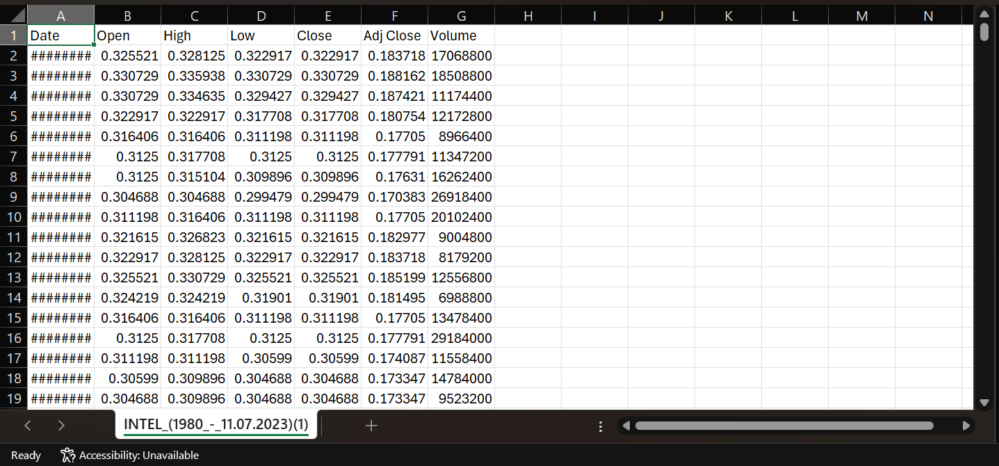 A B C D E F G H I J K L M N
1 Date Open High Low Close Adj Close Volume
2 ######## 0.325521 0.328125 0.322917 0.322917 0.183718 17068800
3 ######## 0.330729 0.335938 0.330729 0.330729 0.188162 18508800
4 ######## 0.330729 0.334635 0.329427 0.329427 0.187421 11174400
5 ######## 0.322917 0.322917 0.317708 0.317708 0.180754 12172800
6 ######## 0.316406 0.316406 0.311198 0.311198 0.17705 8966400
7 ######## 0.3125 0.317708 0.3125 0.3125 0.177791 11347200
8 ######## 0.3125 0.315104 0.309896 0.309896 0.17631 16262400
9 ######## 0.304688 0.304688 0.299479 0.299479 0.170383 26918400
10 ######## 0.311198 0.316406 0.311198 0.311198 0.17705 20102400
11 ######## 0.321615 0.326823 0.321615 0.321615 0.182977 9004800
12 ######## 0.322917 0.328125 0.322917 0.322917 0.183718 8179200
13 ######## 0.325521 0.330729 0.325521 0.325521 0.185199 12556800
14 ######## 0.324219 0.324219 0.31901 0.31901 0.181495 6988800
15 ######## 0.316406 0.316406 0.311198 0.311198 0.17705 13478400
16 ######## 0.3125 0.317708 0.3125 0.3125 0.177791 29184000
17 ######## 0.311198 0.311198 0.30599 0.30599 0.174087 11558400
18 ######## 0.30599 0.309896 0.304688 0.304688 0.173347 14784000
19 ######## 0.304688 0.309896 0.304688 0.304688 0.173347 9523200
INTEL_(1980_-_11.07.2023)(1)
Ready Accessibility: Unavailable